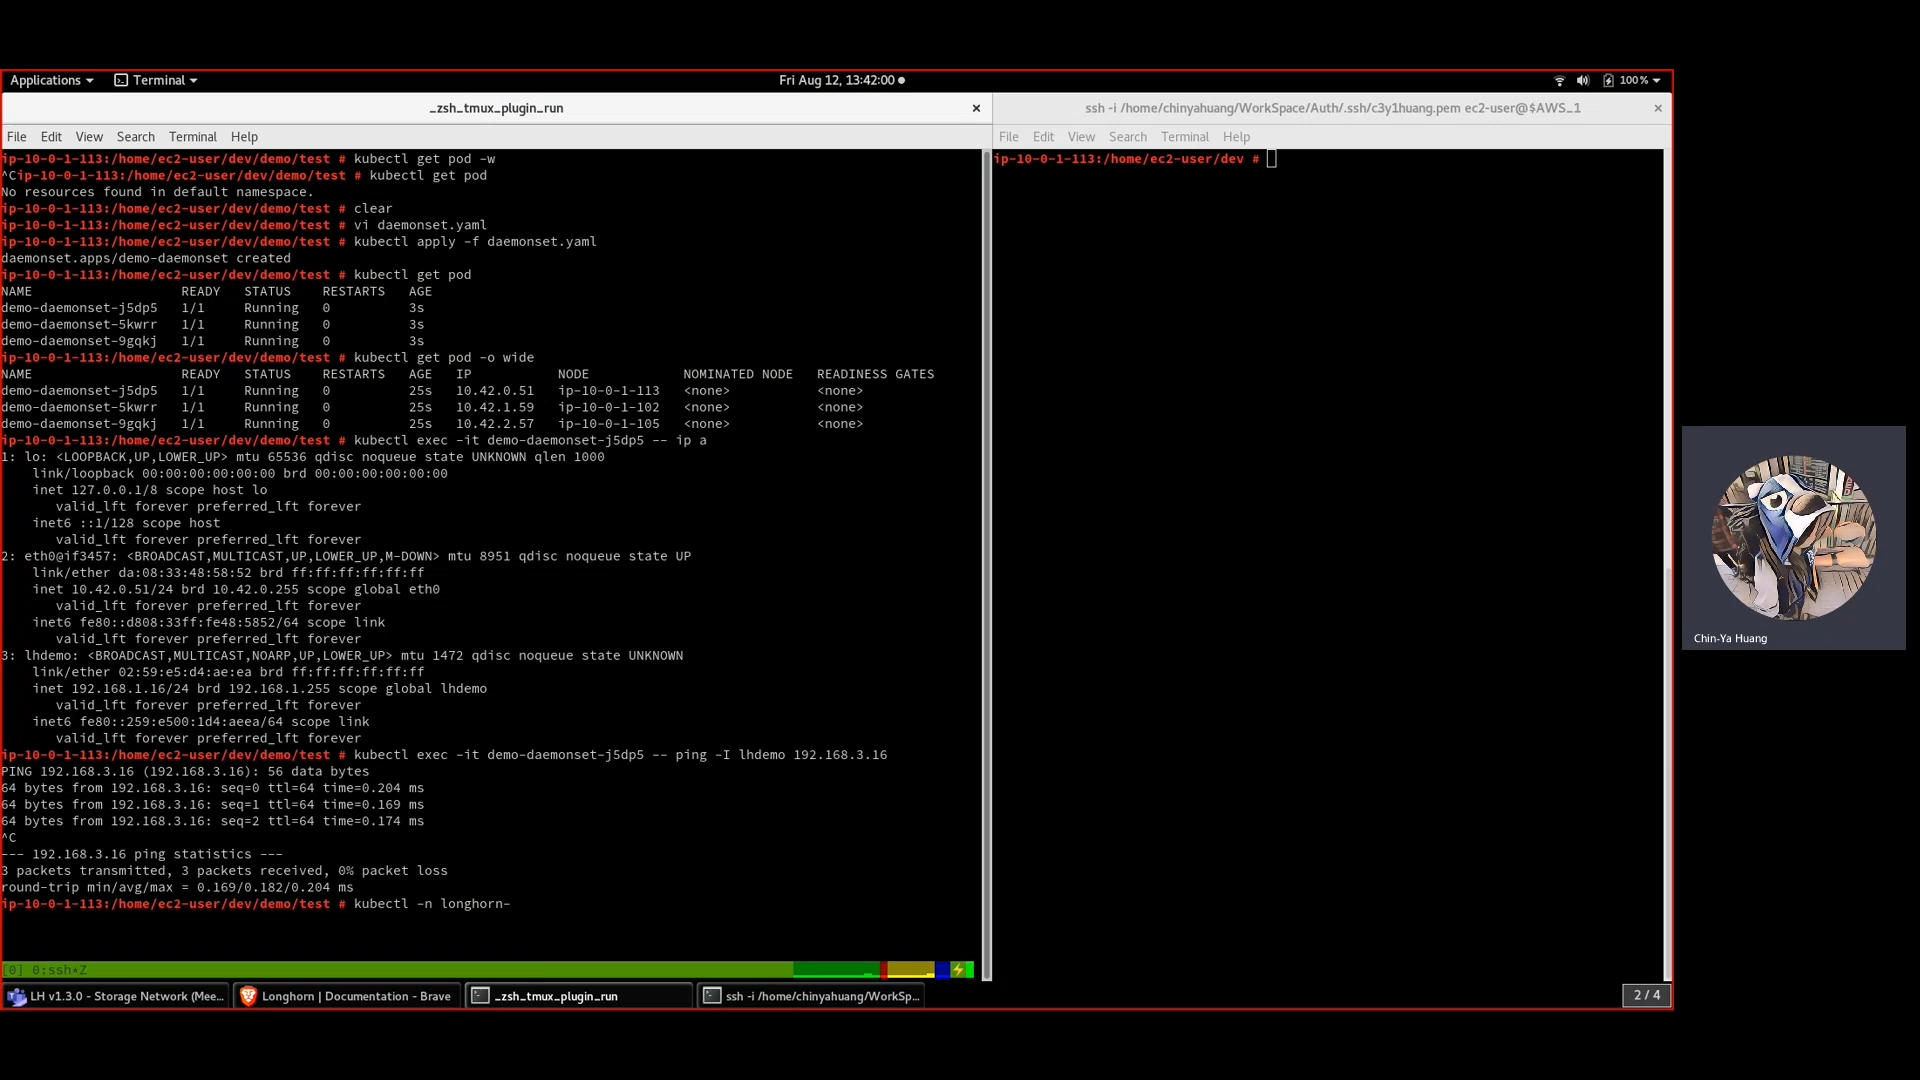 Applications Terminal Fri Aug 12, 13:42:00 100%
_zsh_tmux_plugin_run
File Edit View Search Terminal Help
ip-10-0-1-113:/home/ec2-user/dev/demo/test # kubectl get pod -w
^Cip-10-0-1-113:/home/ec2-user/dev/demo/test # kubectl get pod
No resources found in default namespace.
ip-10-0-1-113:/home/ec2-user/dev/demo/test # clear
ip-10-0-1-113:/home/ec2-user/dev/demo/test # vi daemonset.yaml
ip-10-0-1-113:/home/ec2-user/dev/demo/test # kubectl apply -f daemonset.yaml
daemonset.apps/demo-daemonset created
ip-10-0-1-113:/home/ec2-user/dev/demo/test # kubectl get pod
NAME READY STATUS RESTARTS AGE
demo-daemonset-j5dp5 1/1 Running 0 3s
demo-daemonset-5kwrr 1/1 Running 0 3s
demo-daemonset-9gqkj 1/1 Running 0 3s
ip-10-0-1-113:/home/ec2-user/dev/demo/test # kubectl get pod -o wide
NAME READY STATUS RESTARTS AGE IP NODE NOMINATED NODE READINESS GATES
demo-daemonset-j5dp5 1/1 Running 0 25s 10.42.0.51 ip-10-0-1-113 <none> <none>
demo-daemonset-5kwrr 1/1 Running 0 25s 10.42.1.59 ip-10-0-1-102 <none> <none>
demo-daemonset-9gqkj 1/1 Running 0 25s 10.42.2.57 ip-10-0-1-105 <none> <none>
ip-10-0-1-113:/home/ec2-user/dev/demo/test # kubectl exec -it demo-daemonset-j5dp5 -- ip a
1: lo: <LOOPBACK,UP,LOWER_UP> mtu 65536 qdisc noqueue state UNKNOWN qlen 1000
link/loopback 00:00:00:00:00:00 brd 00:00:00:00:00:00
inet 127.0.0.1/8 scope host lo
valid_lft forever preferred_lft forever
inet6 ::1/128 scope host
valid_lft forever preferred_lft forever
2: eth0@if3457: <BROADCAST,MULTICAST,UP,LOWER_UP,M-DOWN> mtu 8951 qdisc noqueue state UP
link/ether da:08:33:48:58:52 brd ff:ff:ff:ff:ff:ff
inet 10.42.0.51/24 brd 10.42.0.255 scope global eth0
valid_lft forever preferred_lft forever
inet6 fe80::d808:33ff:fe48:5852/64 scope link
valid_lft forever preferred_lft forever
3: lhdemo: <BROADCAST,MULTICAST,NOARP,UP,LOWER_UP> mtu 1472 qdisc noqueue state UNKNOWN
link/ether 02:59:e5:d4:ae:ea brd ff:ff:ff:ff:ff:ff
inet 192.168.1.16/24 brd 192.168.1.255 scope global lhdemo
valid_lft forever preferred_lft forever
inet6 fe80::259:e500:1d4:aeea/64 scope link
valid_lft forever preferred_lft forever
ip-10-0-1-113:/home/ec2-user/dev/demo/test # kubectl exec -it demo-daemonset-j5dp5 -- ping -I lhdemo 192.168.3.16
PING 192.168.3.16 (192.168.3.16): 56 data bytes
64 bytes from 192.168.3.16: seq=0 ttl=64 time=0.204 ms
64 bytes from 192.168.3.16: seq=1 ttl=64 time=0.169 ms
64 bytes from 192.168.3.16: seq=2 ttl=64 time=0.174 ms
^C
--- 192.168.3.16 ping statistics ---
3 packets transmitted, 3 packets received, 0% packet loss
round-trip min/avg/max = 0.169/0.182/0.204 ms
ip-10-0-1-113:/home/ec2-user/dev/demo/test # kubectl -n longhorn-
[0] 0:ssh*Z
ssh -i /home/chinyahuang/WorkSpace/Auth/.ssh/c3y1huang.pem ec2-user@$AWS_1
File Edit View Search Terminal Help
ip-10-0-1-113:/home/ec2-user/dev #
Chin-Ya Huang
LH v1.3.0 - Storage Network (Mee... Longhorn | Documentation - Brave _zsh_tmux_plugin_run ssh -i /home/chinyahuang/WorkSp... 2 / 4